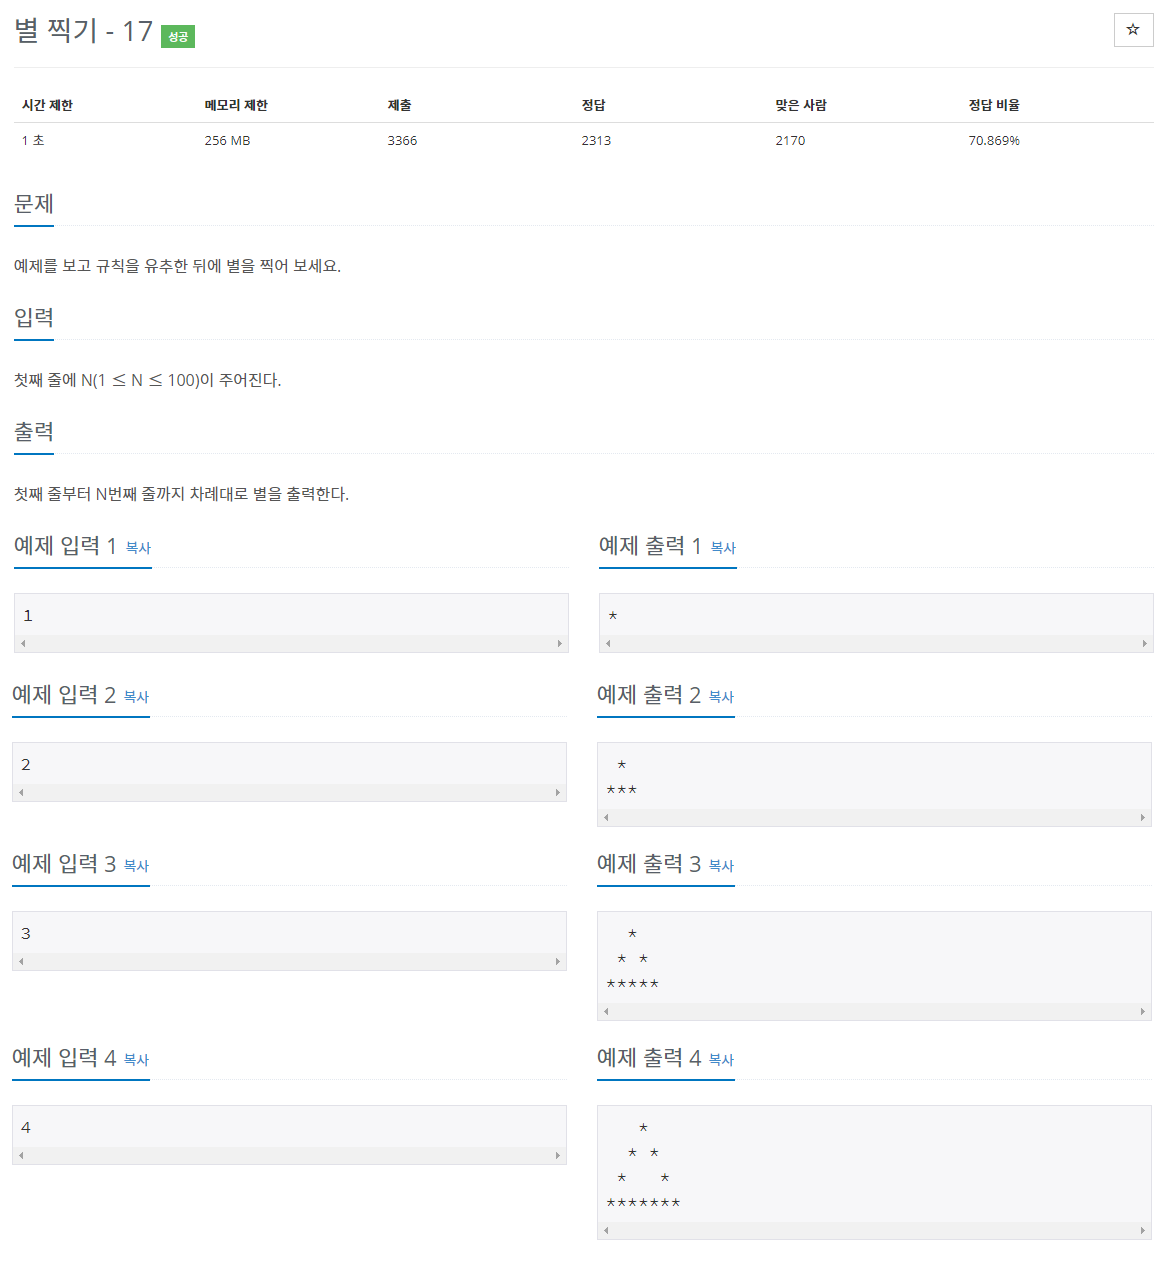 별 찍기 - 17 성공
☆
시간 제한 메모리 제한 제출 정답 맞은 사람 정답 비율
1 초 256 MB 3366 2313 2170 70.869%
문제
예제를 보고 규칙을 유추한 뒤에 별을 찍어 보세요.
입력
첫째 줄에 N(1 ≤ N ≤ 100)이 주어진다.
출력
첫째 줄부터 N번째 줄까지 차례대로 별을 출력한다.
예제 입력 1 복사
1
예제 출력 1 복사
*
예제 입력 2 복사
2
예제 출력 2 복사
 *
***
예제 입력 3 복사
3
예제 출력 3 복사
  *
 * *
*****
예제 입력 4 복사
4
예제 출력 4 복사
   *
  * *
 *   *
*******